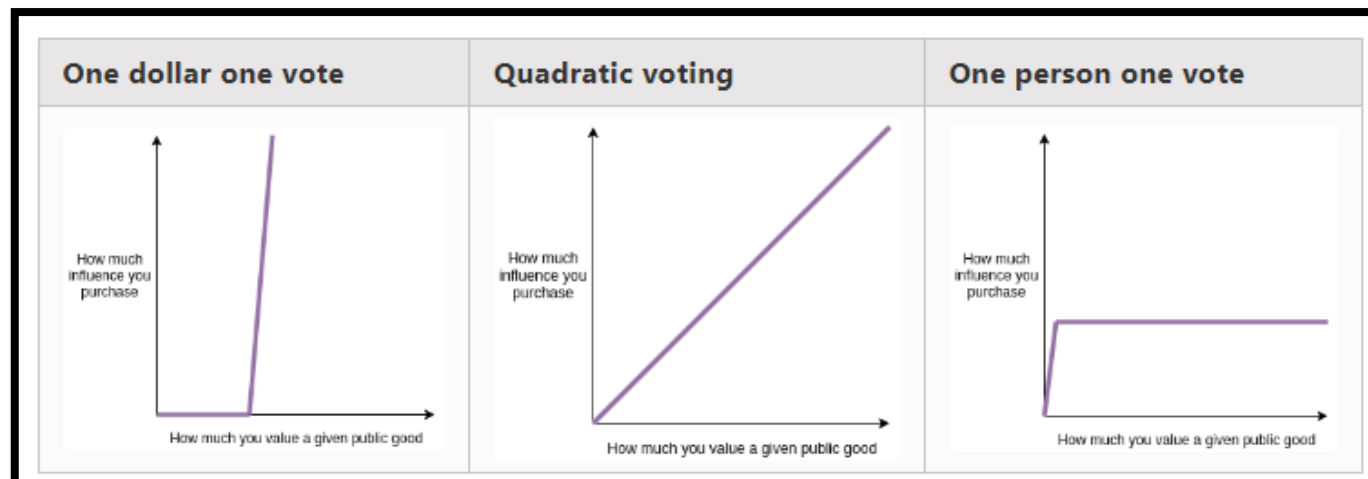 One dollar one vote
Quadratic voting
One person one vote
How much
influence you
purchase
How much you value a given public good
How much
influence you
purchase
How much you value a given public good
How much
influence you
purchase
How much you value a given public good